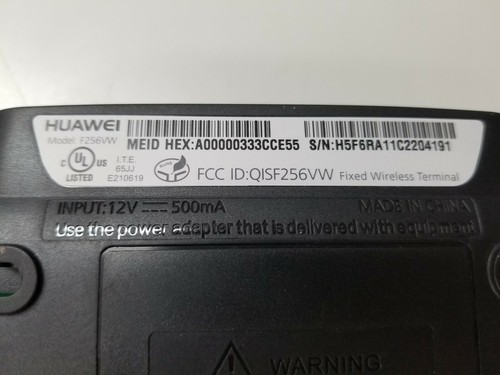 HUAWEI
Model: F256VW
MEID HEX:A00000333CCE55 S/N:H5F6RA11C2204191
c UL US LISTED
I.T.E.
65JJ
E210619
FCC ID:QISF256VW Fixed Wireless Terminal
INPUT:12V 500mA MADE IN CHINA
Use the power adapter that is delivered with equipment
WARNING